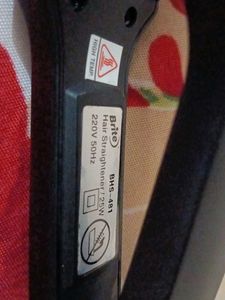 HIGH TEMP
Brite
BHS-481
Hair Straightener / 25W
220V 50Hz